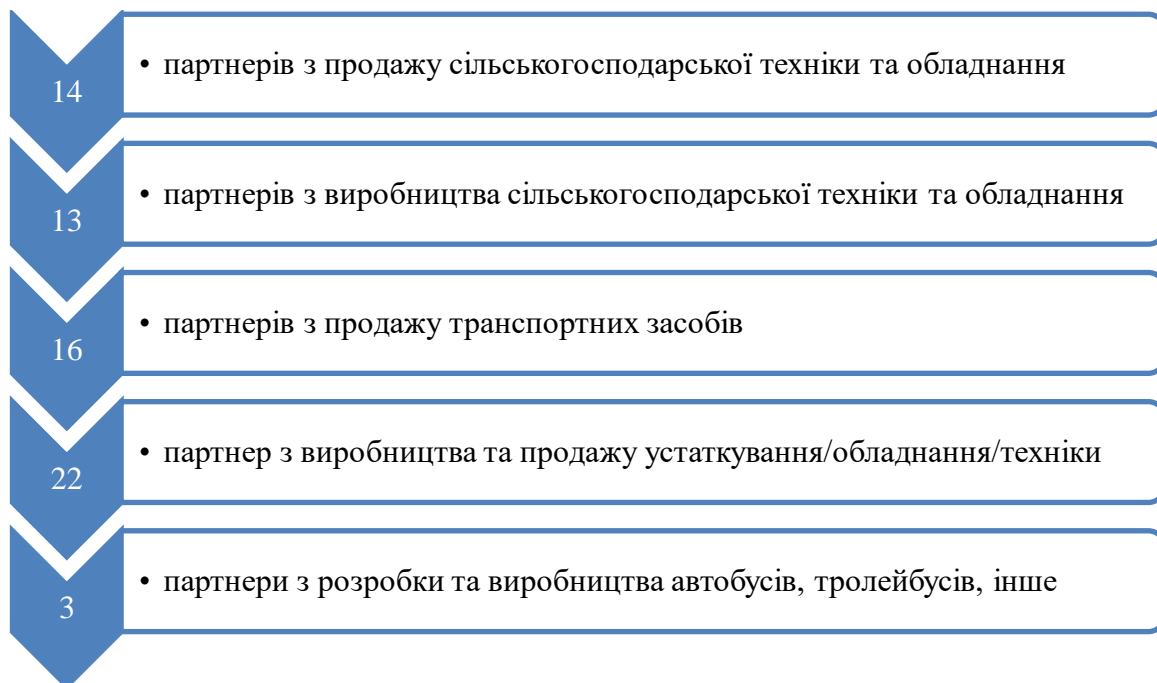 14
• партнерів з продажу сільськогосподарської техніки та обладнання
13
• партнерів з виробництва сільськогосподарської техніки та обладнання
16
• партнерів з продажу транспортних засобів
22
• партнер з виробництва та продажу устаткування/обладнання/техніки
3
• партнери з розробки та виробництва автобусів, тролейбусів, інше